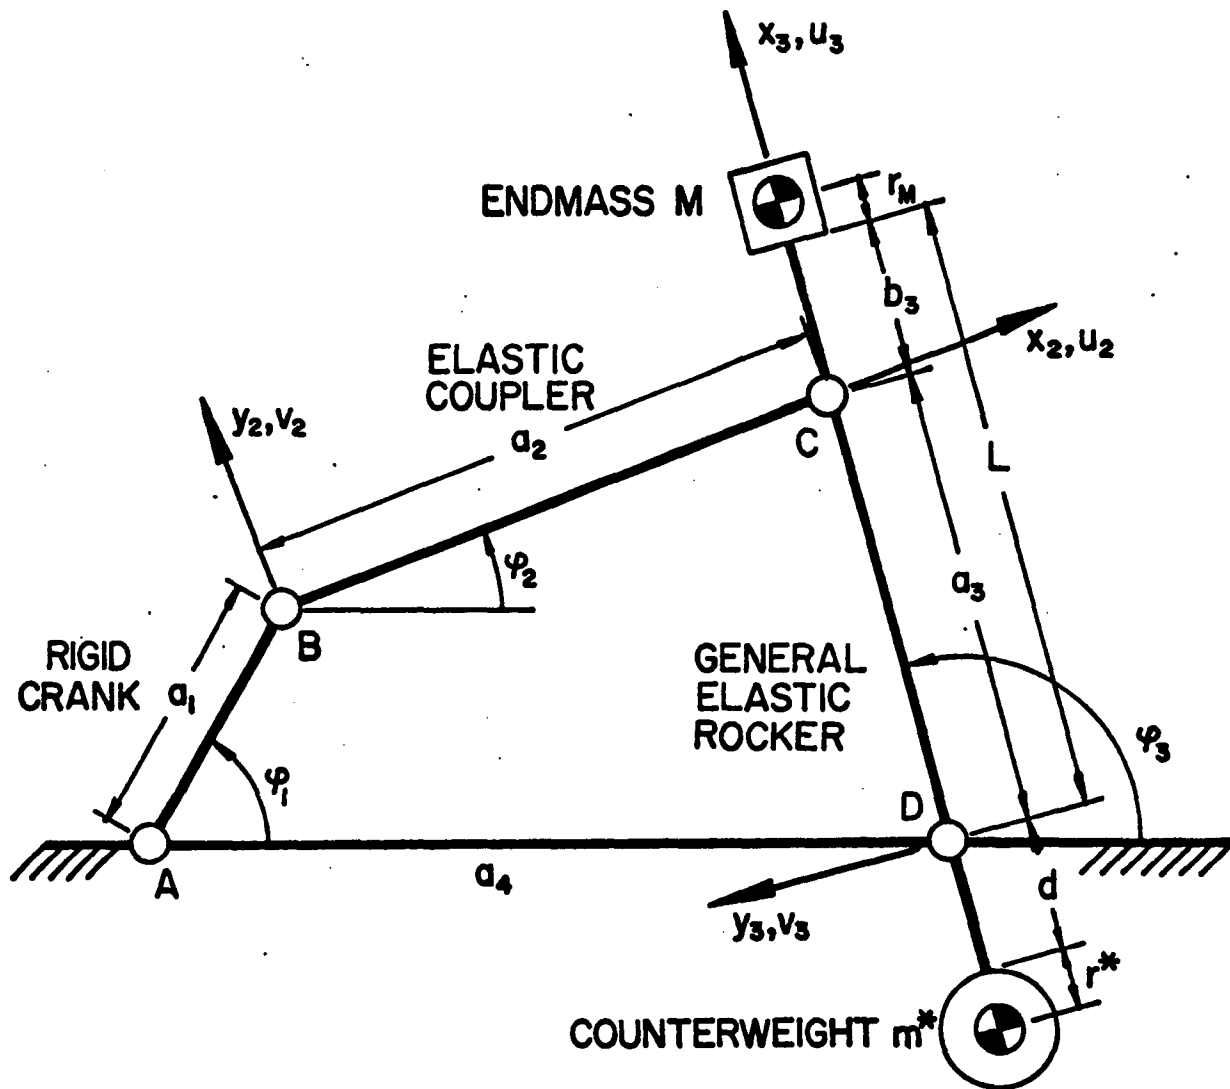 x₃, u₃
ENDMASS M
r_M
b₃
x₂, u₂
ELASTIC
COUPLER
y₂, v₂
a₂
C
L
φ₂
a₃
B
RIGID
CRANK
a₁
GENERAL
ELASTIC
ROCKER
φ₁
φ₃
D
A
a₄
d
y₃, v₃
r*
COUNTERWEIGHT m*